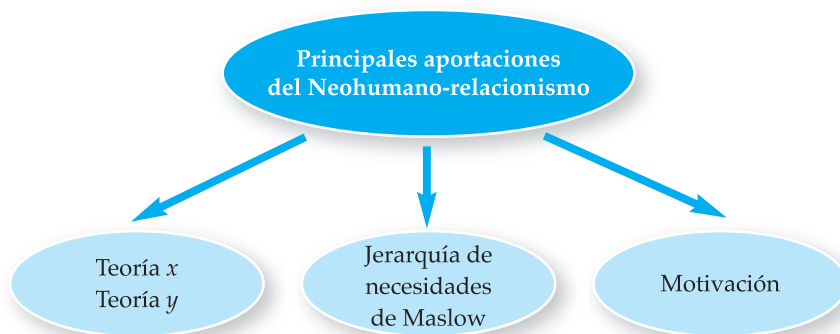 Principales aportaciones
del Neohumano-relacionismo
Teoría x
Teoría y
Jerarquía de
necesidades
de Maslow
Motivación